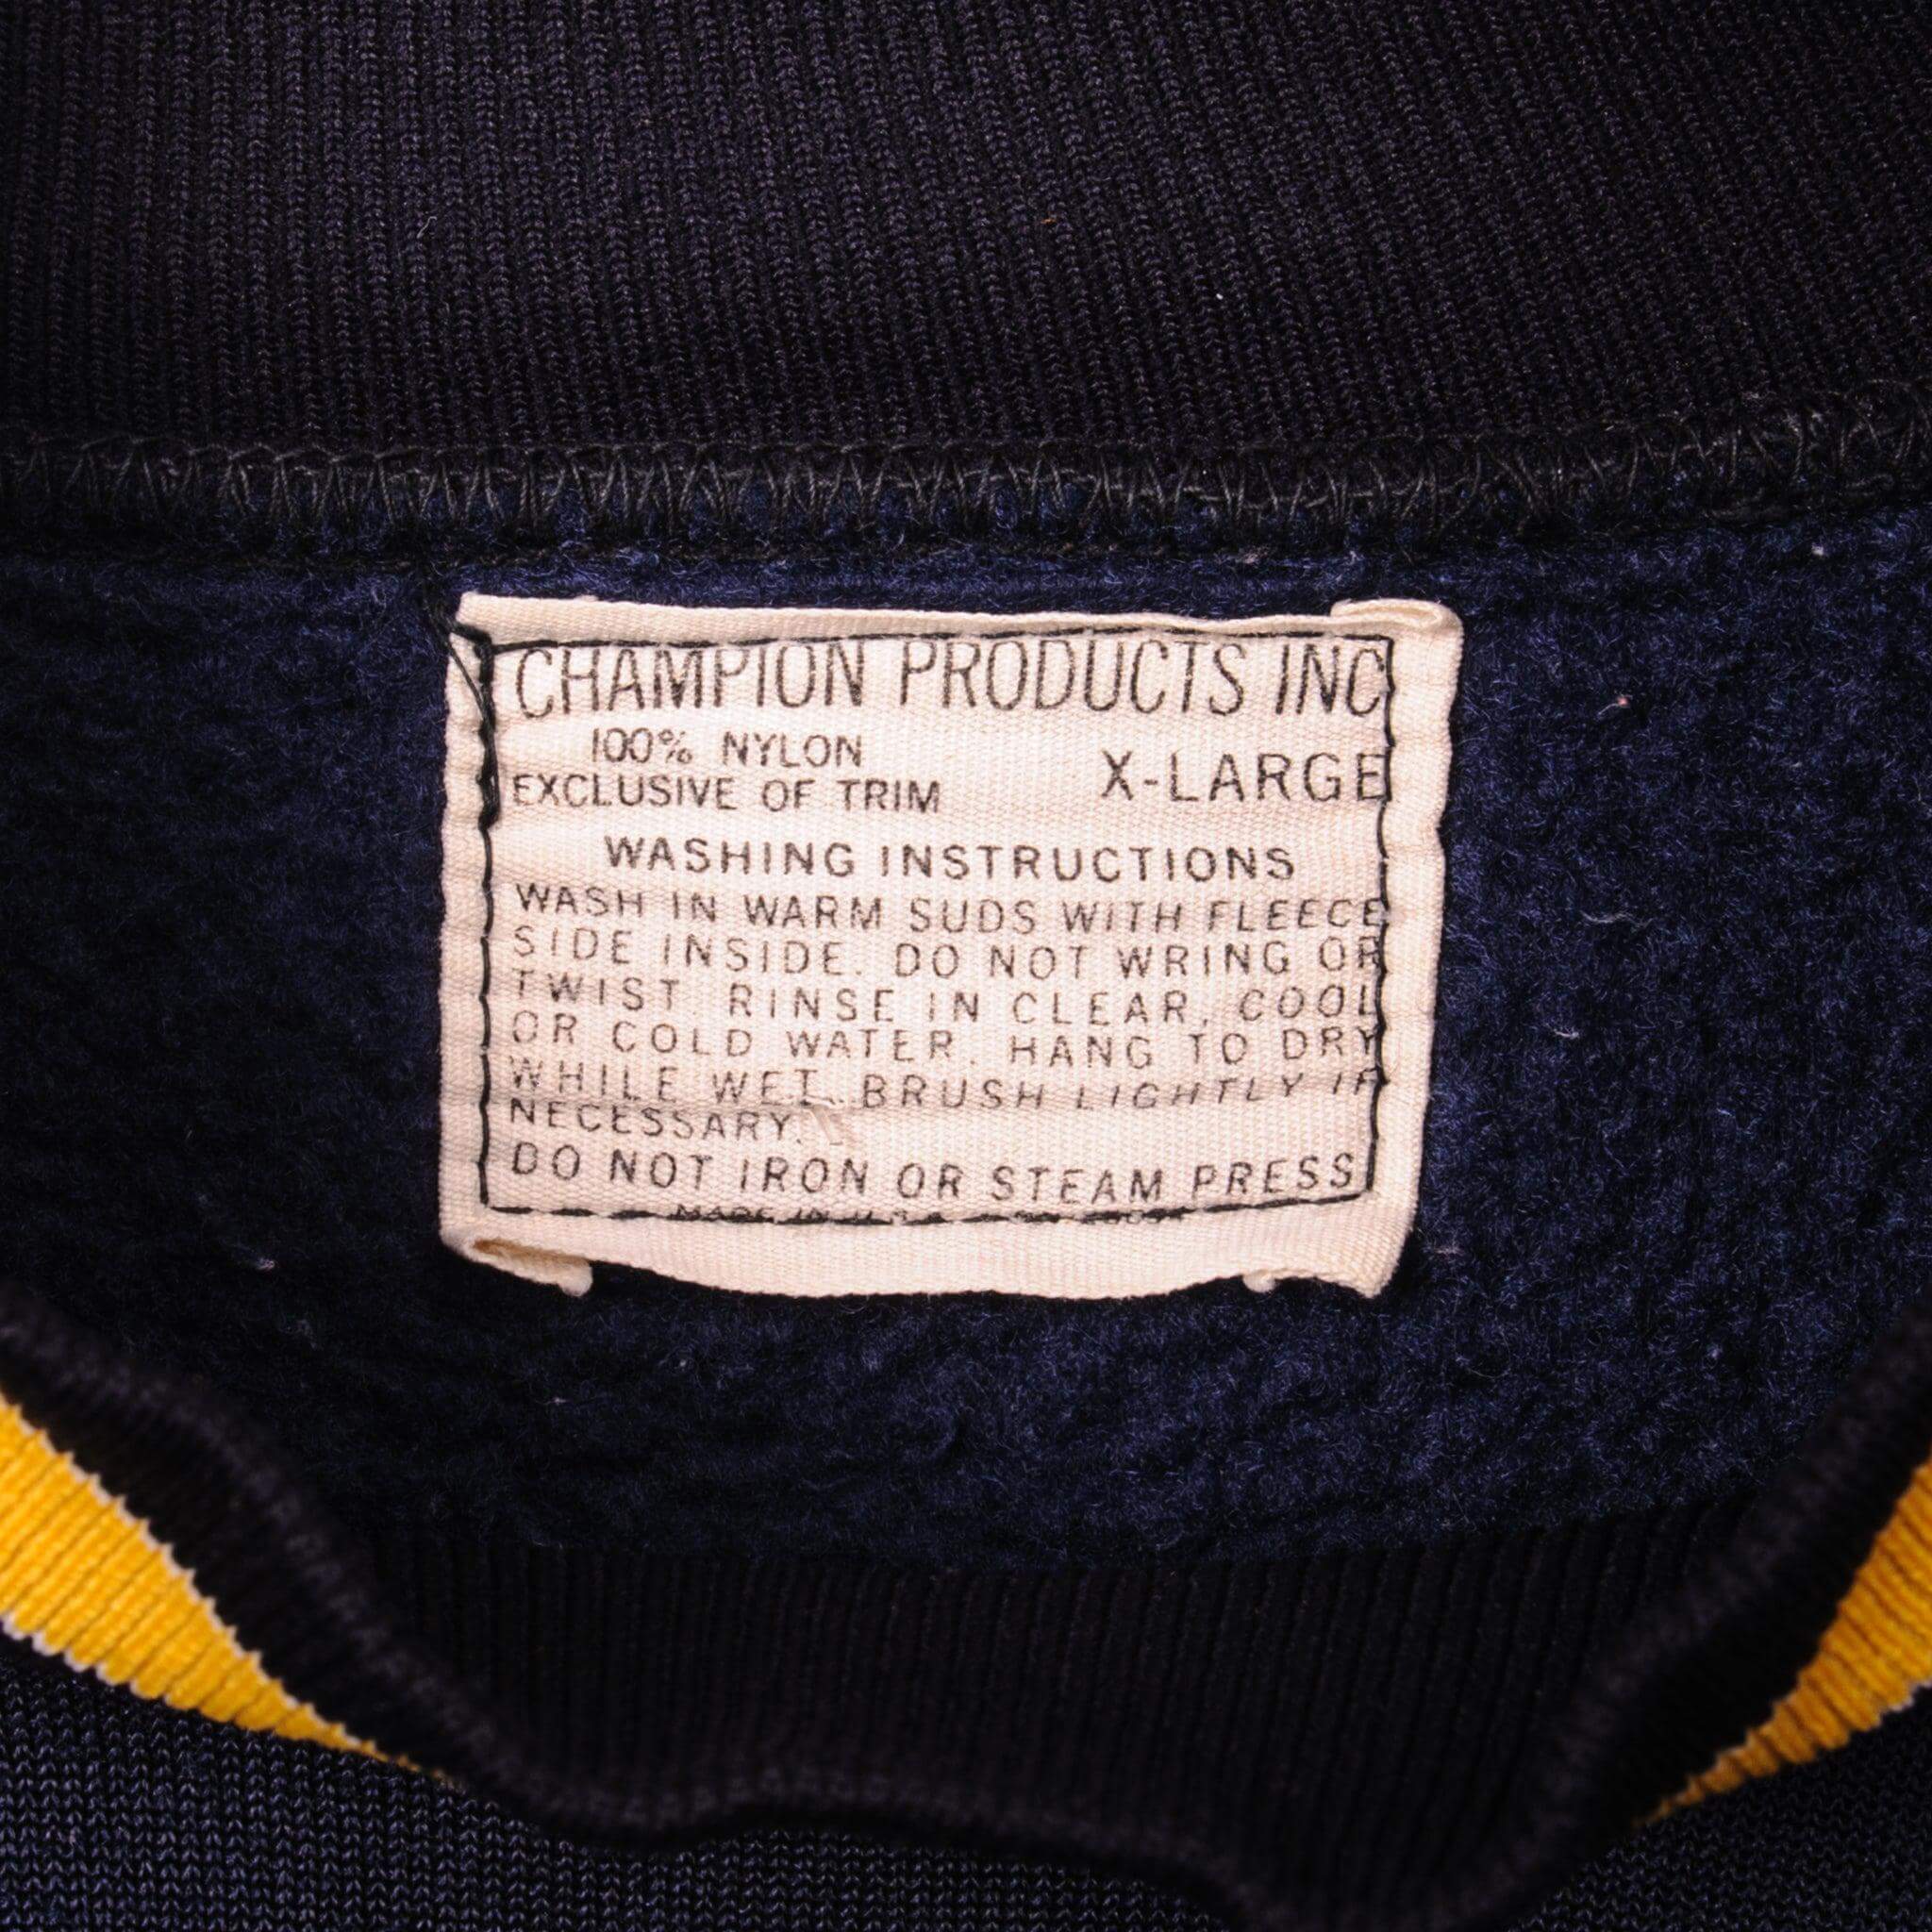 CHAMPION PRODUCTS INC
100% NYLON
EXCLUSIVE OF TRIM
X-LARGE
WASHING INSTRUCTIONS
WASH IN WARM SUDS WITH FLEECE
SIDE INSIDE. DO NOT WRING OR
TWIST. RINSE IN CLEAR, COOL
OR COLD WATER. HANG TO DRY
WHILE WET. BRUSH LIGHTLY IF
NECESSARY.
DO NOT IRON OR STEAM PRESS
MADE IN U.S.A.